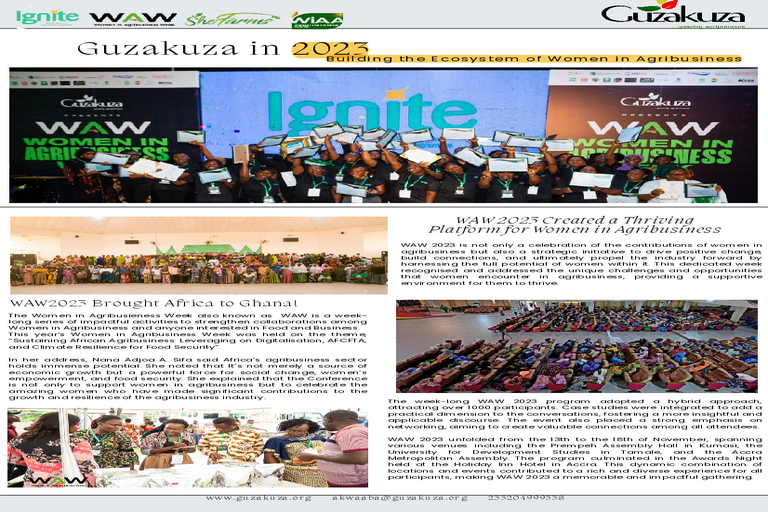 Ignite WAW SheFarms WiAA Guzakuza
WOMEN IN AGRIBUSINESS WEEK
Guzakuza in 2023
Building the Ecosystem of Women in Agribusiness
Guzakuza Ignite Guzakuza
PRESENTS PRESENTS
WAW WAW
WOMEN IN WOMEN IN
AGRIBUSINESS AGRIBUSINESS
WAW 2023 Created a Thriving
Platform for Women in Agribusiness
WAW 2023 is not only a celebration of the contributions of women in
agribusiness but also a strategic initiative to drive positive change,
build connections, and ultimately propel the industry forward by
harnessing the full potential of women within it. This dedicated week
recognised and addressed the unique challenges and opportunities
that women encounter in agribusiness, providing a supportive
environment for them to thrive.
WAW2023 Brought Africa to Ghana!
The Women in Agribusieness Week also known as WAW is a week-
long series of impactful activities to strengthen collaborations among
Women in Agribusiness and anyone interested in Food and Business.
This year's Women in Agribusiness Week was held on the theme,
"Sustaining African Agribusiness: Leveraging on Digitalisation, AFCFTA,
and Climate Resilience for Food Security".
In her address, Nana Adjoa A. Sifa said Africa's agribusiness sector
holds immense potential. She noted that it's not merely a source of
economic growth but a powerful force for social change, women's
empowerment, and food security. She explained that the Conference
is not only to support women in agribusiness but to celebrate the
amazing women who have made significant contributions to the
growth and resilience of the agribusiness industry.
WAW
The week-long WAW 2023 program adopted a hybrid approach,
attracting over 1000 participants. Case studies were integrated to add a
practical dimension to the conversations, fostering a more insightful and
applicable discourse. The event also placed a strong emphasis on
networking, aiming to create valuable connections among all attendees.
WAW 2023 unfolded from the 13th to the 18th of November, spanning
various venues including the Prempeh Assembly Hall in Kumasi, the
University for Development Studies in Tamale, and the Accra
Metropolitan Assembly. The program culminated in the Awards Night
held at the Holiday Inn Hotel in Accra. This dynamic combination of
locations and events contributed to a rich and diverse experience for all
participants, making WAW 2023 a memorable and impactful gathering.
www.guzakuza.org akwaaba@guzakuza.org 233204999338